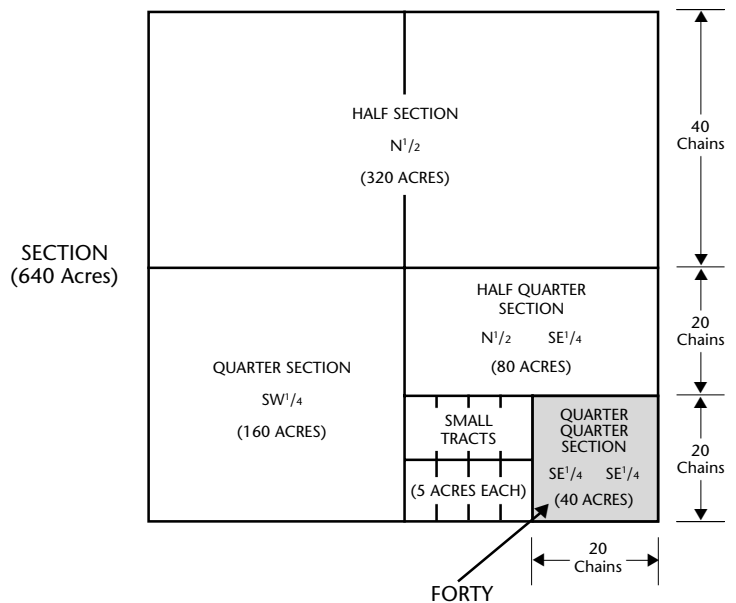 HALF SECTION
N1/2
(320 ACRES)
40
Chains
SECTION
(640 Acres)
HALF QUARTER
SECTION
N1/2 SE1/4
(80 ACRES)
20
Chains
QUARTER SECTION
SW1/4
(160 ACRES)
SMALL
TRACTS
(5 ACRES EACH)
QUARTER
QUARTER
SECTION
SE1/4 SE1/4
(40 ACRES)
20
Chains
20
Chains
FORTY